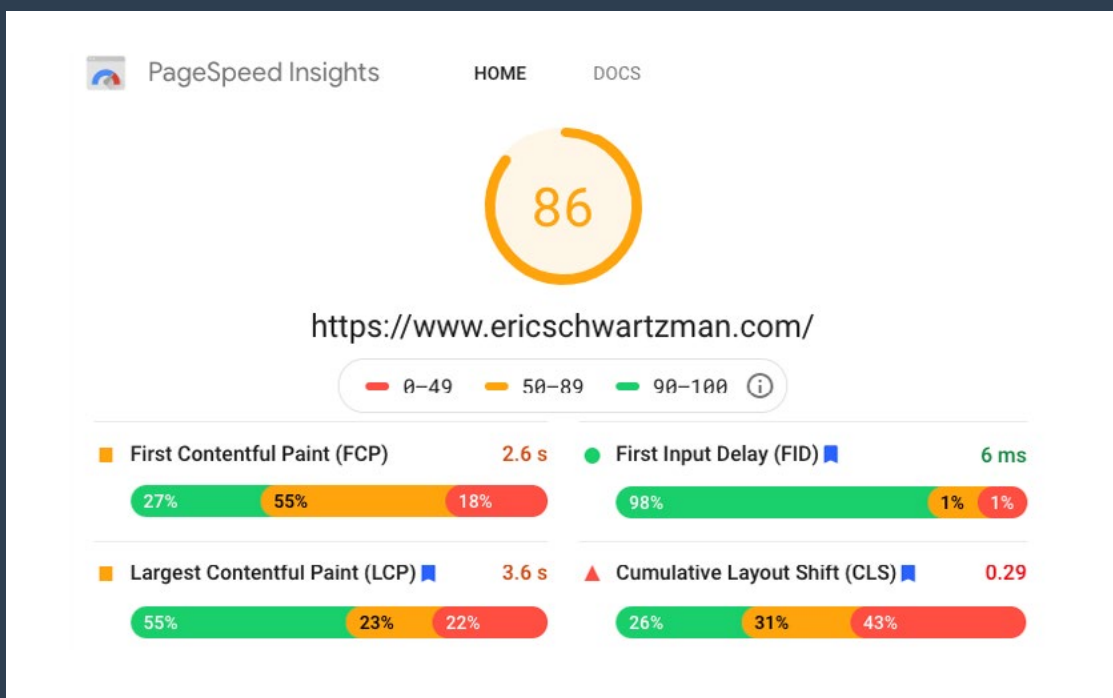 PageSpeed Insights HOME DOCS
86
https://www.ericschwartzman.com/
0–49 50–89 90–100
First Contentful Paint (FCP) 2.6 s
27% 55% 18%
First Input Delay (FID) 6 ms
98% 1% 1%
Largest Contentful Paint (LCP) 3.6 s
55% 23% 22%
Cumulative Layout Shift (CLS) 0.29
26% 31% 43%